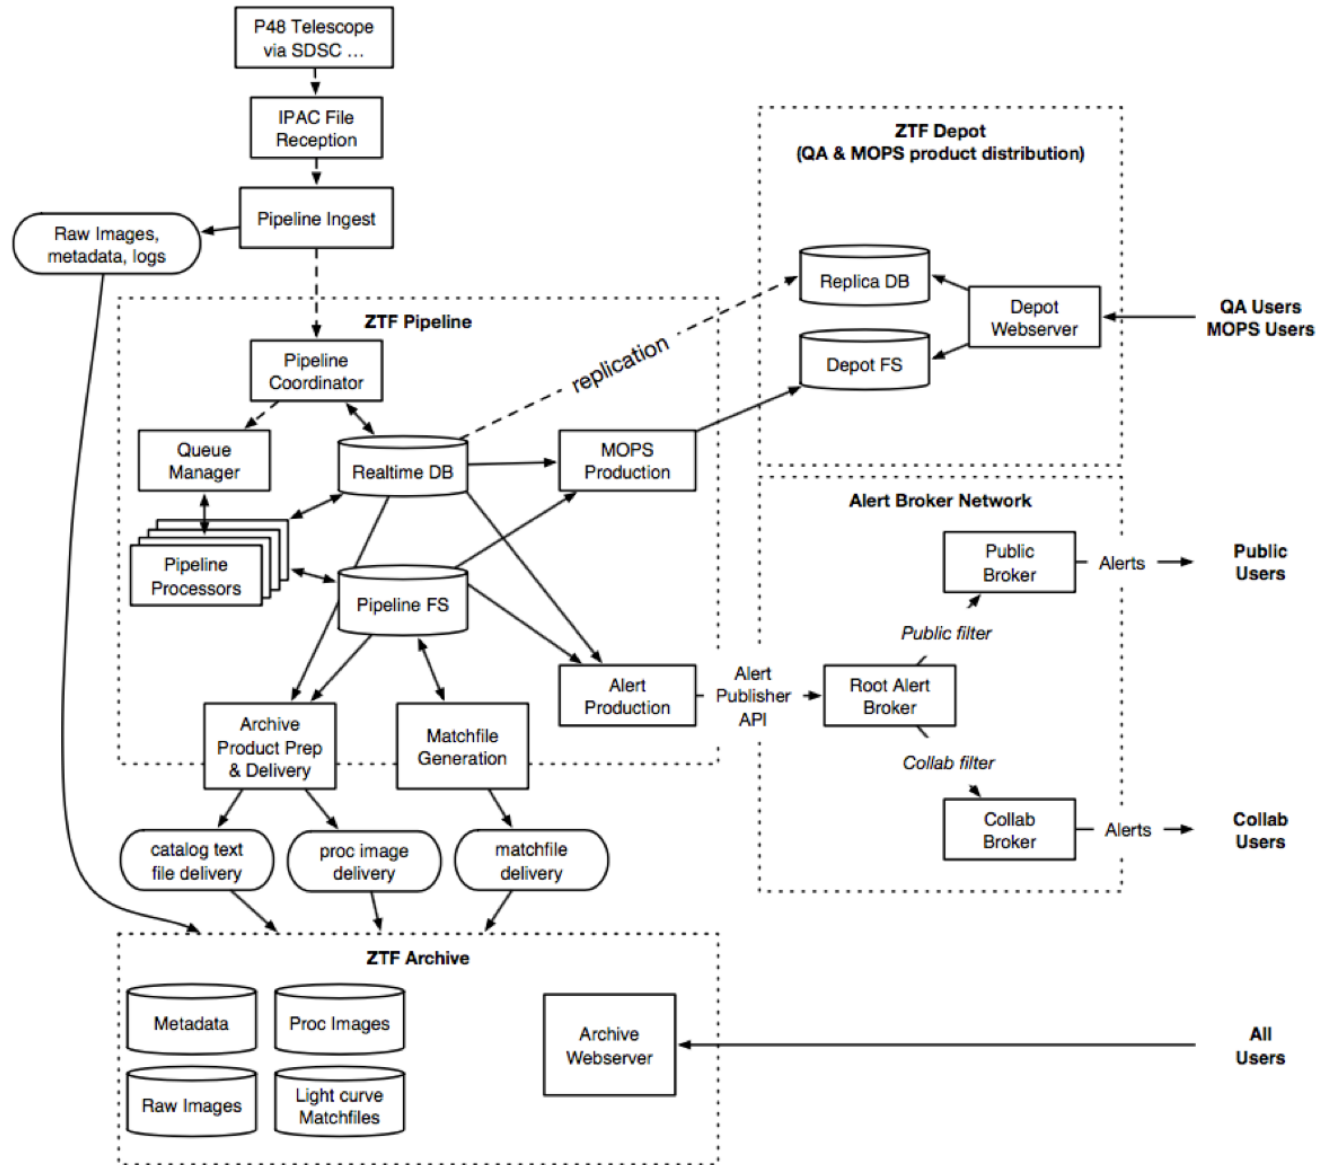 P48 Telescope
via SDSC ...
IPAC File
Reception
Pipeline Ingest
Raw Images,
metadata, logs
ZTF Pipeline
Pipeline
Coordinator
Queue
Manager
Realtime DB
MOPS
Production
Pipeline
Processors
Pipeline FS
Alert
Production
Archive
Product Prep
& Delivery
Matchfile
Generation
replication
ZTF Depot
(QA & MOPS product distribution)
Replica DB
Depot FS
Depot
Webserver
QA Users
MOPS Users
Alert Broker Network
Public
Broker
Alerts
Public
Users
Public filter
Alert
Publisher
API
Root Alert
Broker
Collab filter
Collab
Broker
Alerts
Collab
Users
catalog text
file delivery
proc image
delivery
matchfile
delivery
ZTF Archive
Metadata
Proc Images
Raw Images
Light curve
Matchfiles
Archive
Webserver
All
Users